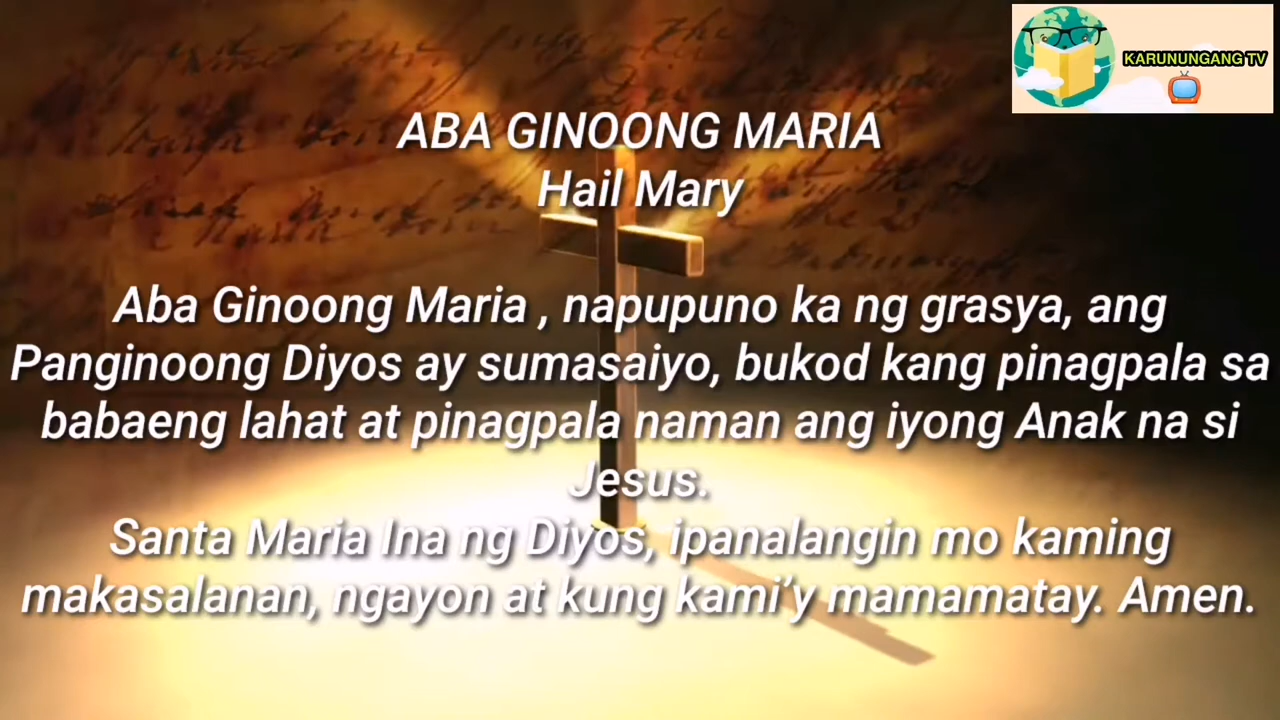 KARUNUNGANG TV
ABA GINOONG MARIA
Hail Mary
Aba Ginoong Maria , napupuno ka ng grasya, ang
Panginoong Diyos ay sumasaiyo, bukod kang pinagpala sa
babaeng lahat at pinagpala naman ang iyong Anak na si
Jesus.
Santa Maria Ina ng Diyos, ipanalangin mo kaming
makasalanan, ngayon at kung kami’y mamamatay. Amen.